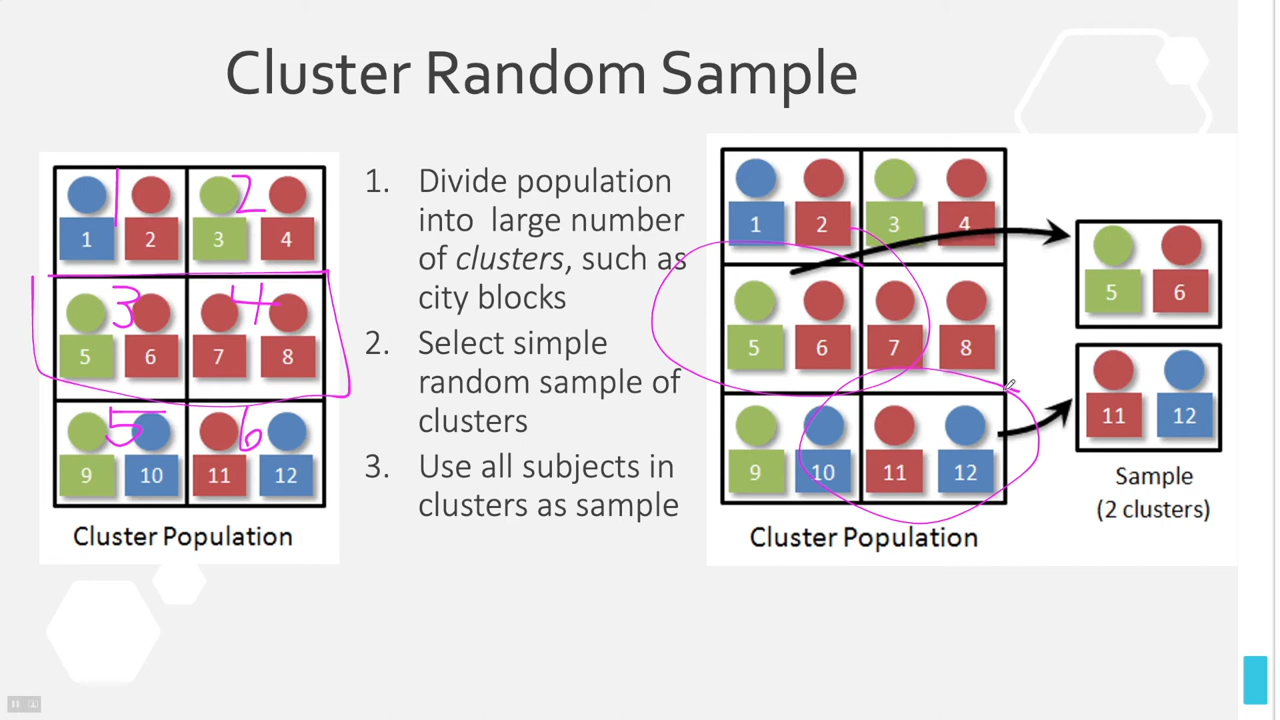 Cluster Random Sample
1 2 3 4
5 6 7 8
9 10 11 12
1 2
3 4
5 6
Cluster Population
1. Divide population
into large number
of clusters, such as
city blocks
2. Select simple
random sample of
clusters
3. Use all subjects in
clusters as sample
1 2 3 4
5 6 7 8
9 10 11 12
Cluster Population
5 6
11 12
Sample
(2 clusters)